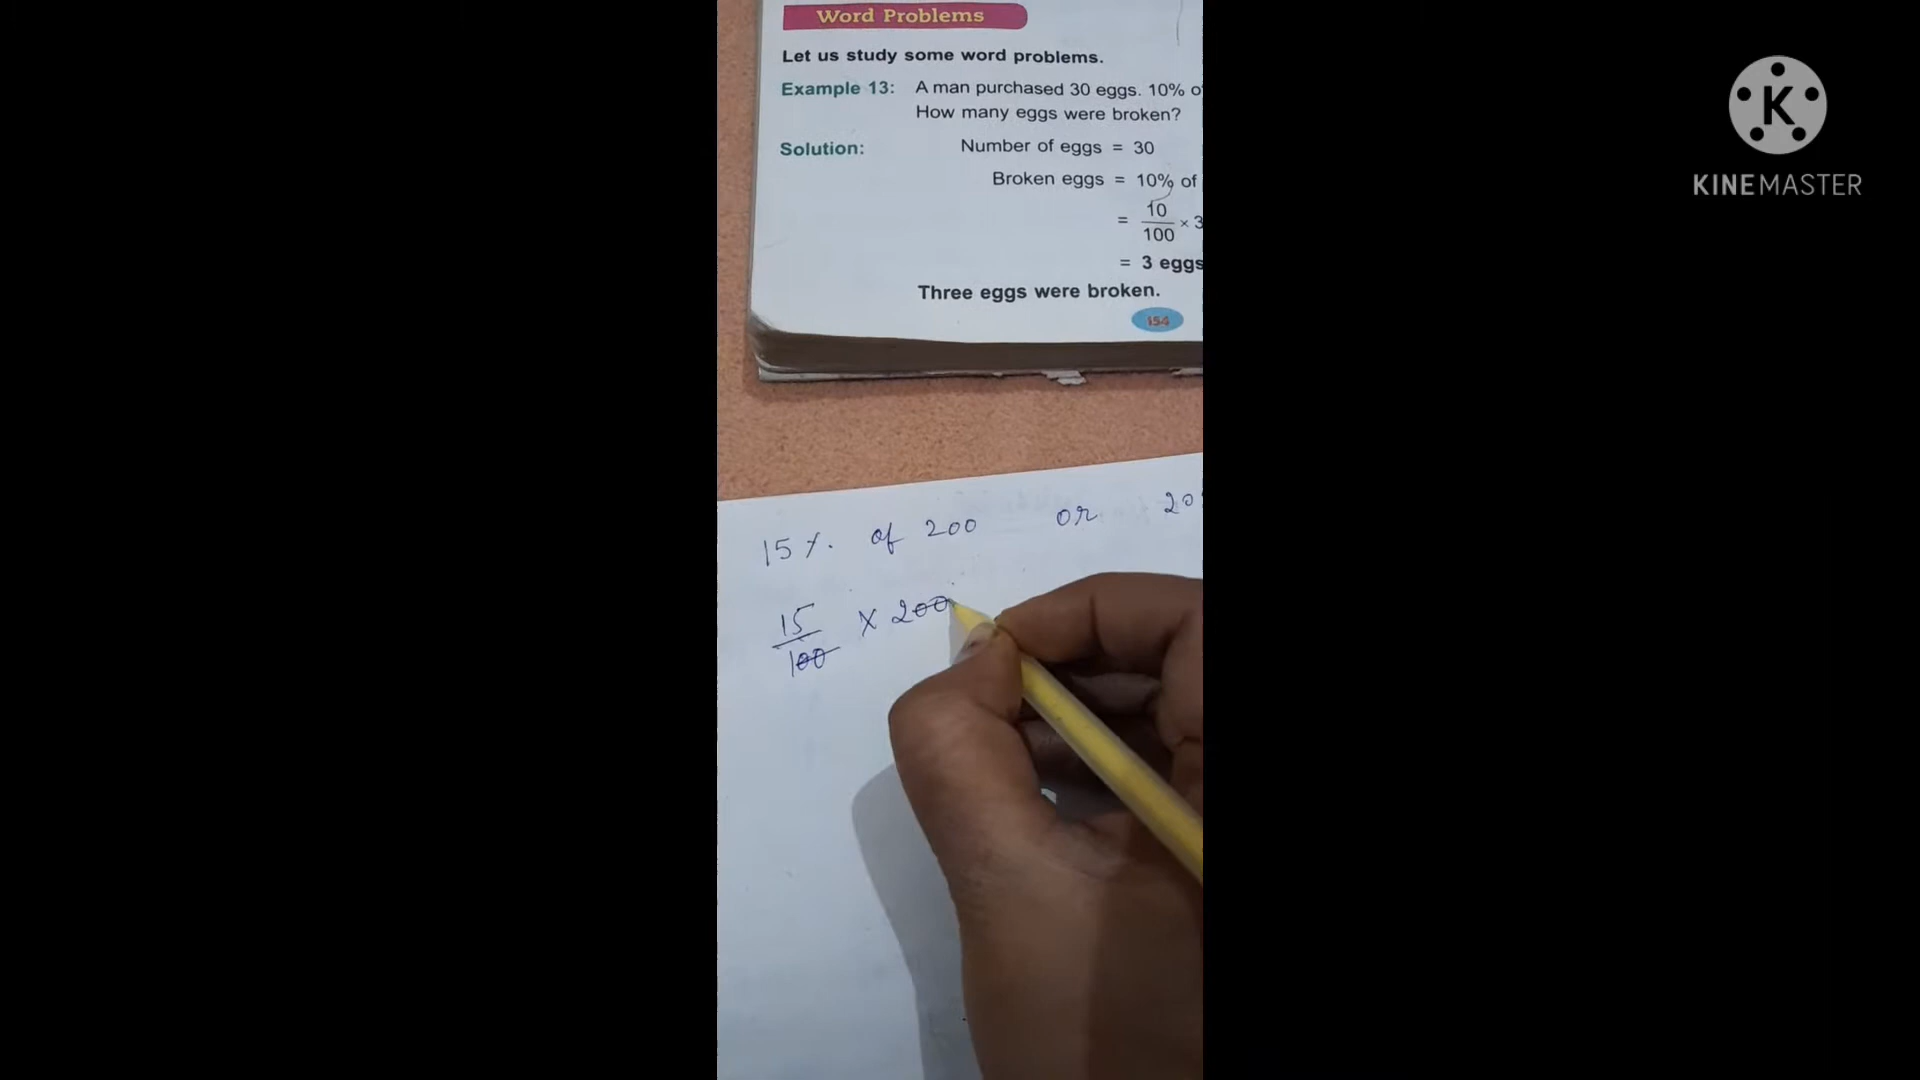 Word Problems
Let us study some word problems.
Example 13: A man purchased 30 eggs. 10% o
How many eggs were broken?
Solution: Number of eggs = 30
Broken eggs = 10% of
= 10/100 × 3
= 3 eggs
Three eggs were broken.
154
15%. of 200 or 20
15/100 × 200
K
KINEMASTER